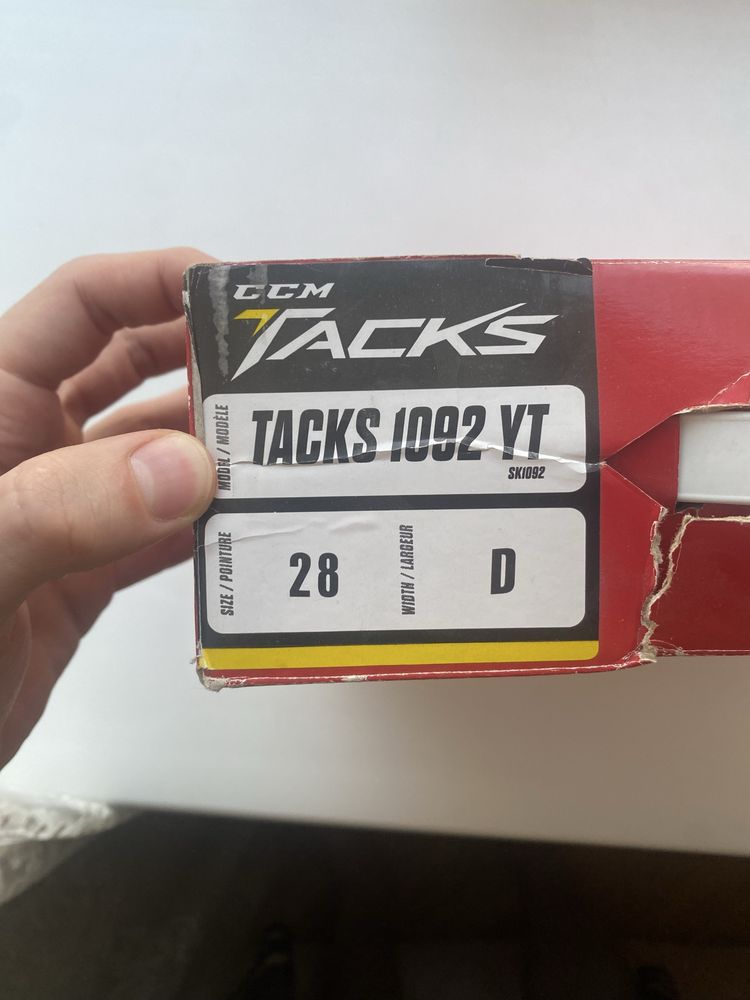 CCM
TACKS
MODEL / MODÈLE
TACKS 1092 YT
SK1092
SIZE / POINTURE
28
WIDTH / LARGEUR
D